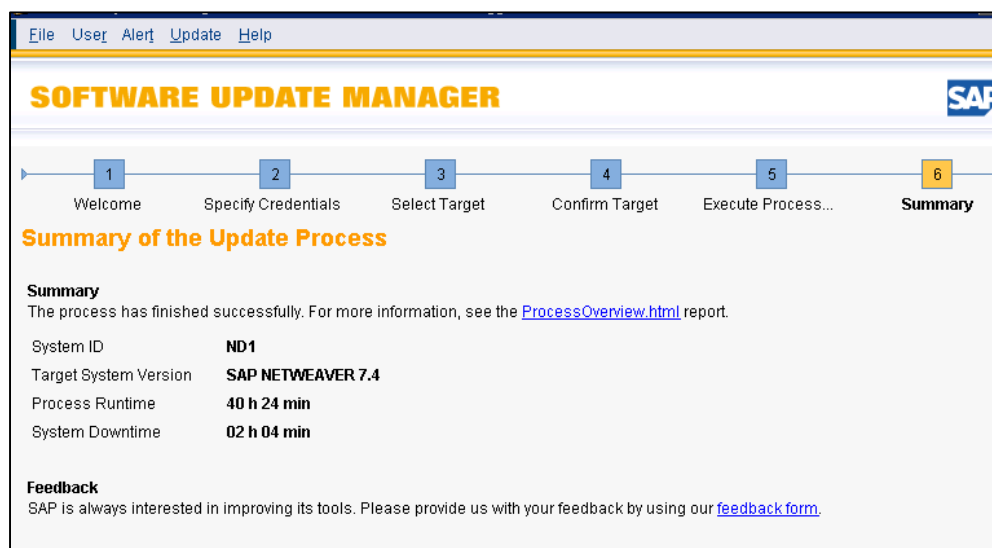 File User Alert Update Help
SOFTWARE UPDATE MANAGER
SAP
1 2 3 4 5 6
Welcome Specify Credentials Select Target Confirm Target Execute Process... Summary
Summary of the Update Process
Summary
The process has finished successfully. For more information, see the ProcessOverview.html report.
System ID ND1
Target System Version SAP NETWEAVER 7.4
Process Runtime 40 h 24 min
System Downtime 02 h 04 min
Feedback
SAP is always interested in improving its tools. Please provide us with your feedback by using our feedback form.